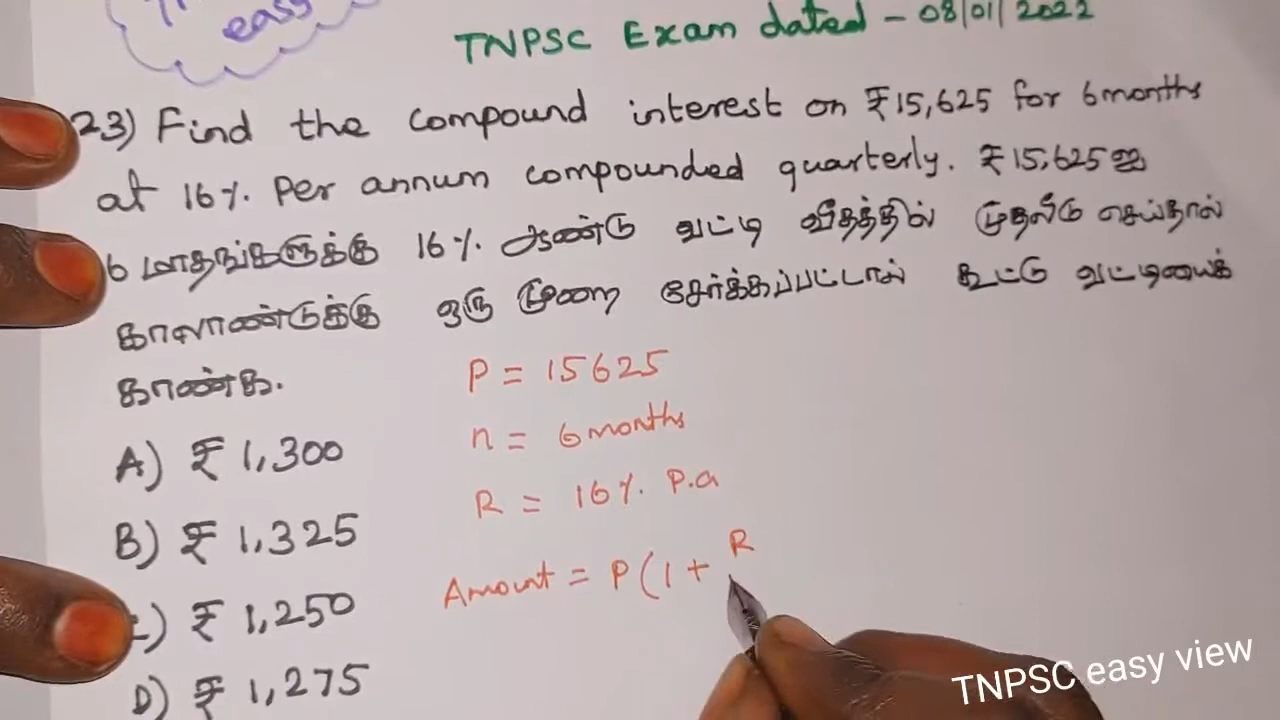 easy
TNPSC Exam dated - 08/01/2022
23) Find the compound interest on ₹15,625 for 6 months
at 16% Per annum compounded quarterly. ₹15,625 ஐ
6 மாதங்களுக்கு 16% ஆண்டு வட்டி வீதத்தில் முதலீடு செய்தால்
காலாண்டுக்கு ஒரு முறை சேர்க்கப்பட்டால் கூட்டு வட்டியைக்
காண்க.
P = 15625
n = 6 months
R = 16% P.a
Amount = P(1 + R
A) ₹ 1,300
B) ₹ 1,325
C) ₹ 1,250
D) ₹ 1,275
TNPSC easy view